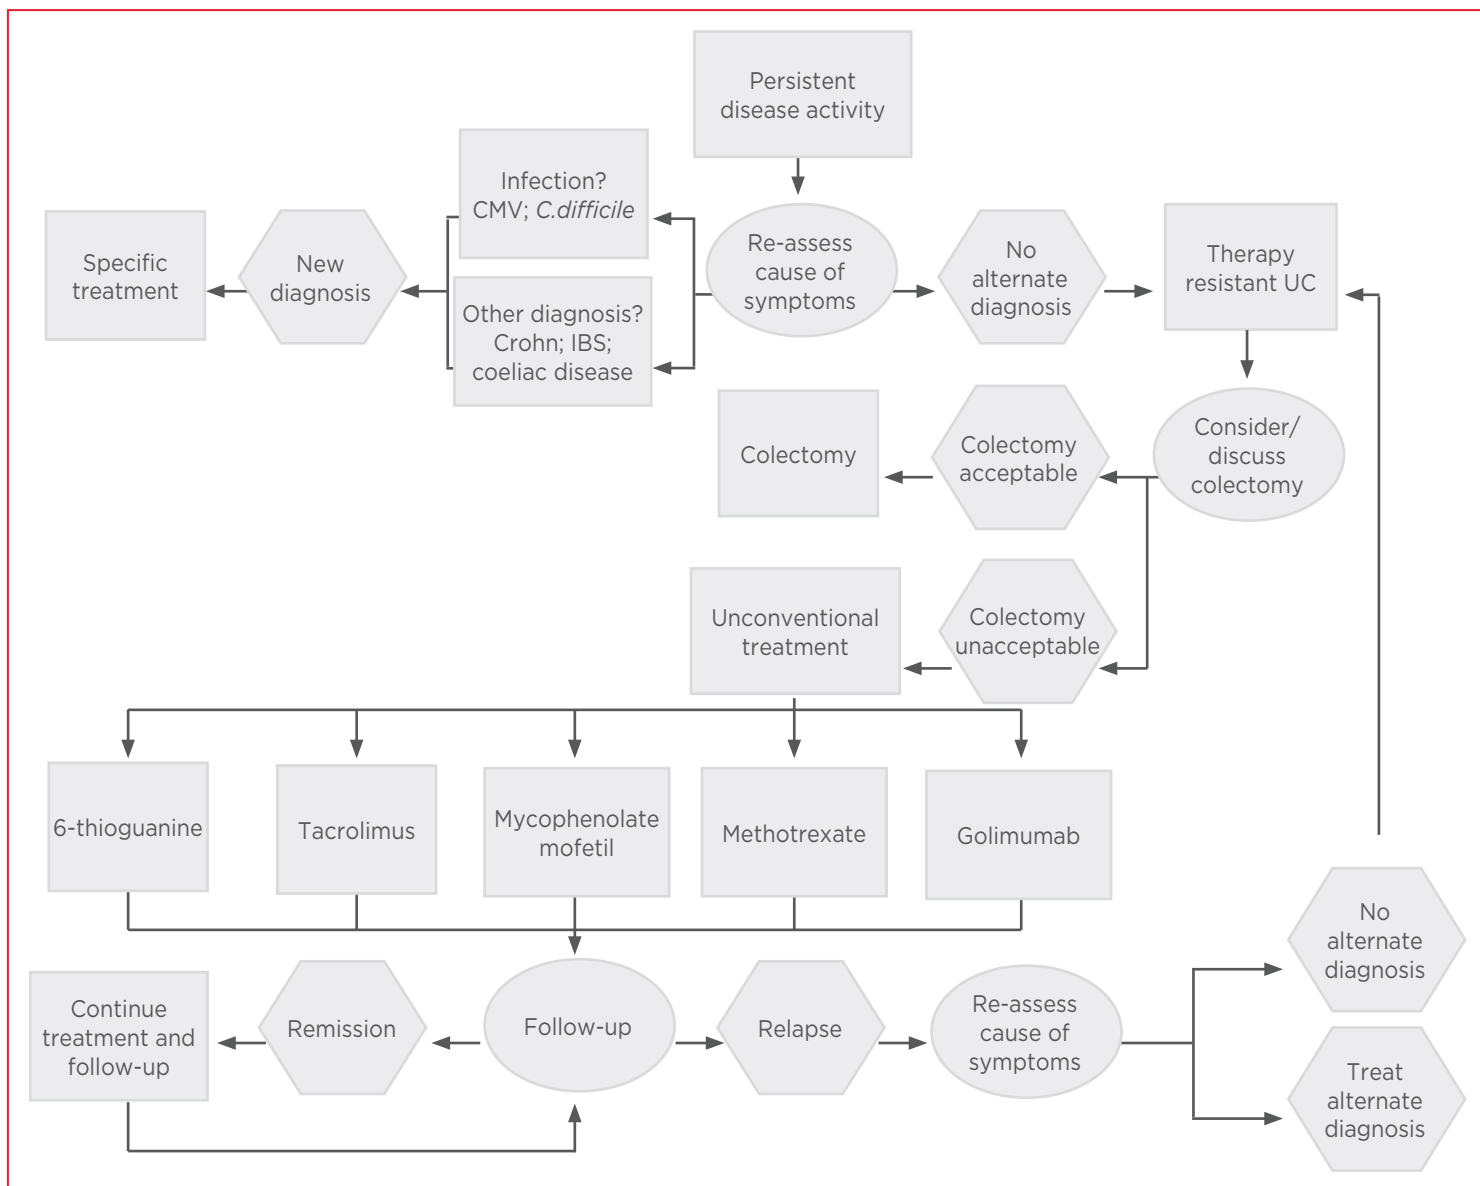 Persistent
disease activity
Infection?
CMV; C.difficile
Re-assess
cause of
symptoms
No
alternate
diagnosis
Therapy
resistant UC
Specific
treatment
New
diagnosis
Other diagnosis?
Crohn; IBS;
coeliac disease
Colectomy
Colectomy
acceptable
Consider/
discuss
colectomy
Unconventional
treatment
Colectomy
unacceptable
6-thioguanine
Tacrolimus
Mycophenolate
mofetil
Methotrexate
Golimumab
No
alternate
diagnosis
Continue
treatment and
follow-up
Remission
Follow-up
Relapse
Re-assess
cause of
symptoms
Treat
alternate
diagnosis